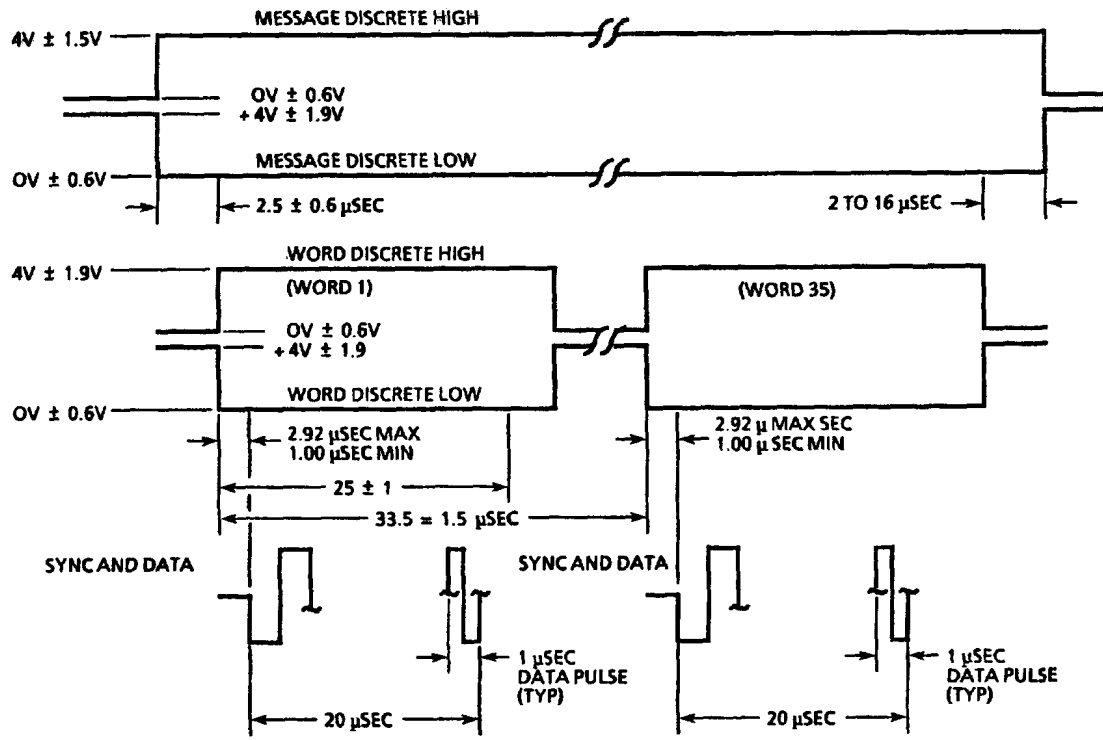 MESSAGE DISCRETE HIGH
4V ± 1.5V
0V ± 0.6V
+4V ± 1.9V
MESSAGE DISCRETE LOW
0V ± 0.6V
2.5 ± 0.6 µSEC
2 TO 16 µSEC
WORD DISCRETE HIGH
4V ± 1.9V
(WORD 1)
(WORD 35)
0V ± 0.6V
+4V ± 1.9
WORD DISCRETE LOW
0V ± 0.6V
2.92 µSEC MAX
1.00 µSEC MIN
2.92 µ MAX SEC
1.00 µ SEC MIN
25 ± 1
33.5 = 1.5 µSEC
SYNC AND DATA
SYNC AND DATA
1 µSEC
DATA PULSE
(TYP)
1 µSEC
DATA PULSE
(TYP)
20 µSEC
20 µSEC